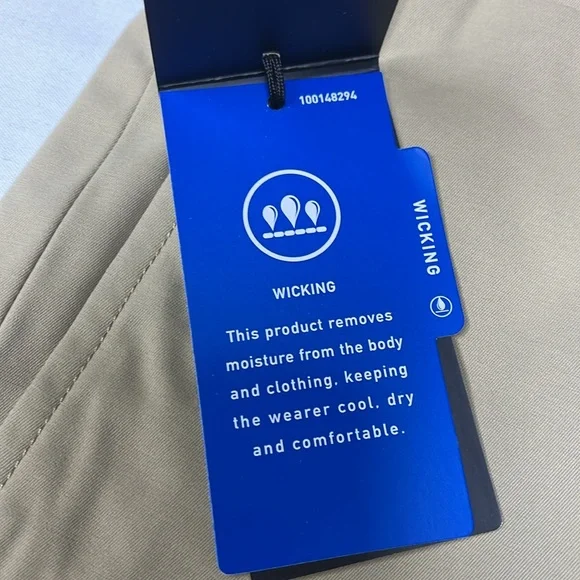 100148294
WICKING
This product removes
moisture from the body
and clothing, keeping
the wearer cool, dry
and comfortable.
WICKING